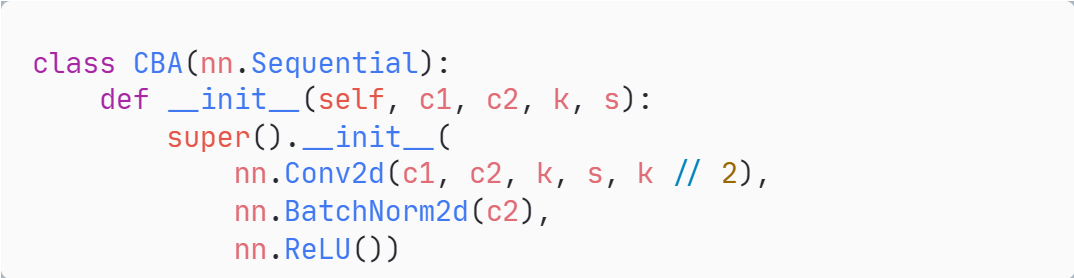 class CBA(nn.Sequential):
    def __init__(self, c1, c2, k, s):
        super().__init__(
            nn.Conv2d(c1, c2, k, s, k // 2),
            nn.BatchNorm2d(c2),
            nn.ReLU())